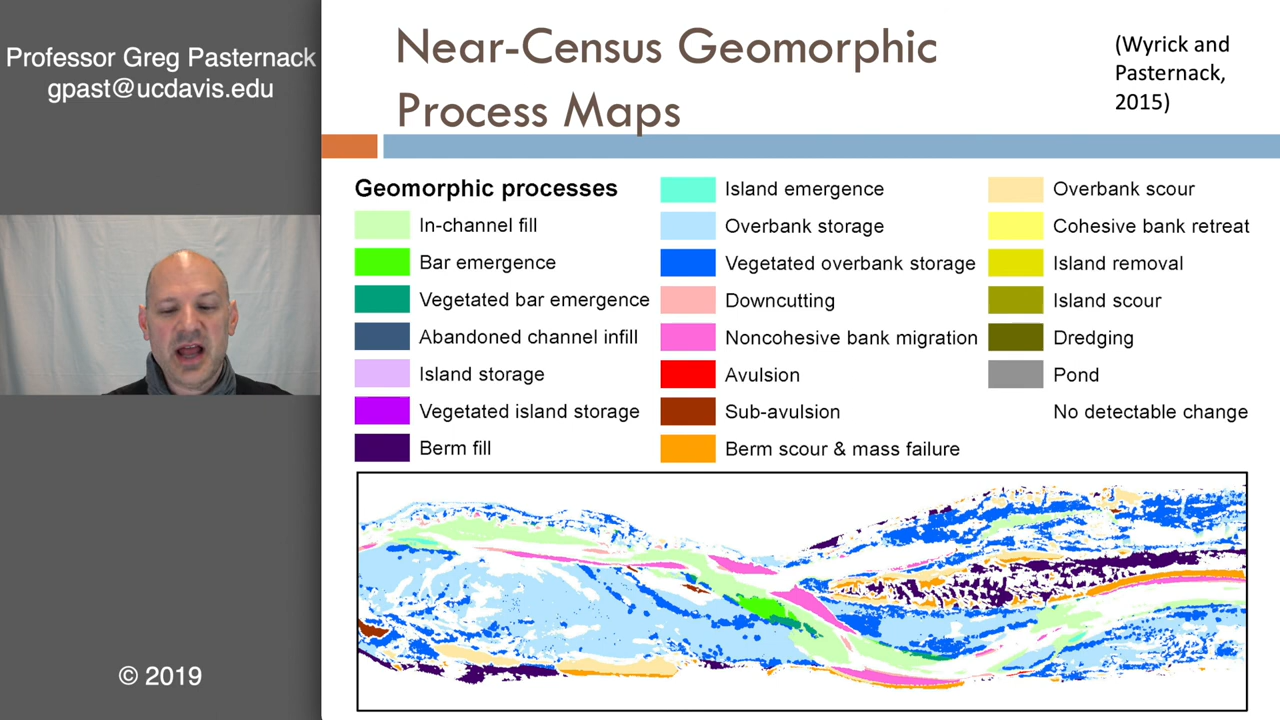 Professor Greg Pasternack
gpast@ucdavis.edu
© 2019
Near-Census Geomorphic
Process Maps
(Wyrick and
Pasternack,
2015)
Geomorphic processes
In-channel fill
Bar emergence
Vegetated bar emergence
Abandoned channel infill
Island storage
Vegetated island storage
Berm fill
Island emergence
Overbank storage
Vegetated overbank storage
Downcutting
Noncohesive bank migration
Avulsion
Sub-avulsion
Berm scour & mass failure
Overbank scour
Cohesive bank retreat
Island removal
Island scour
Dredging
Pond
No detectable change